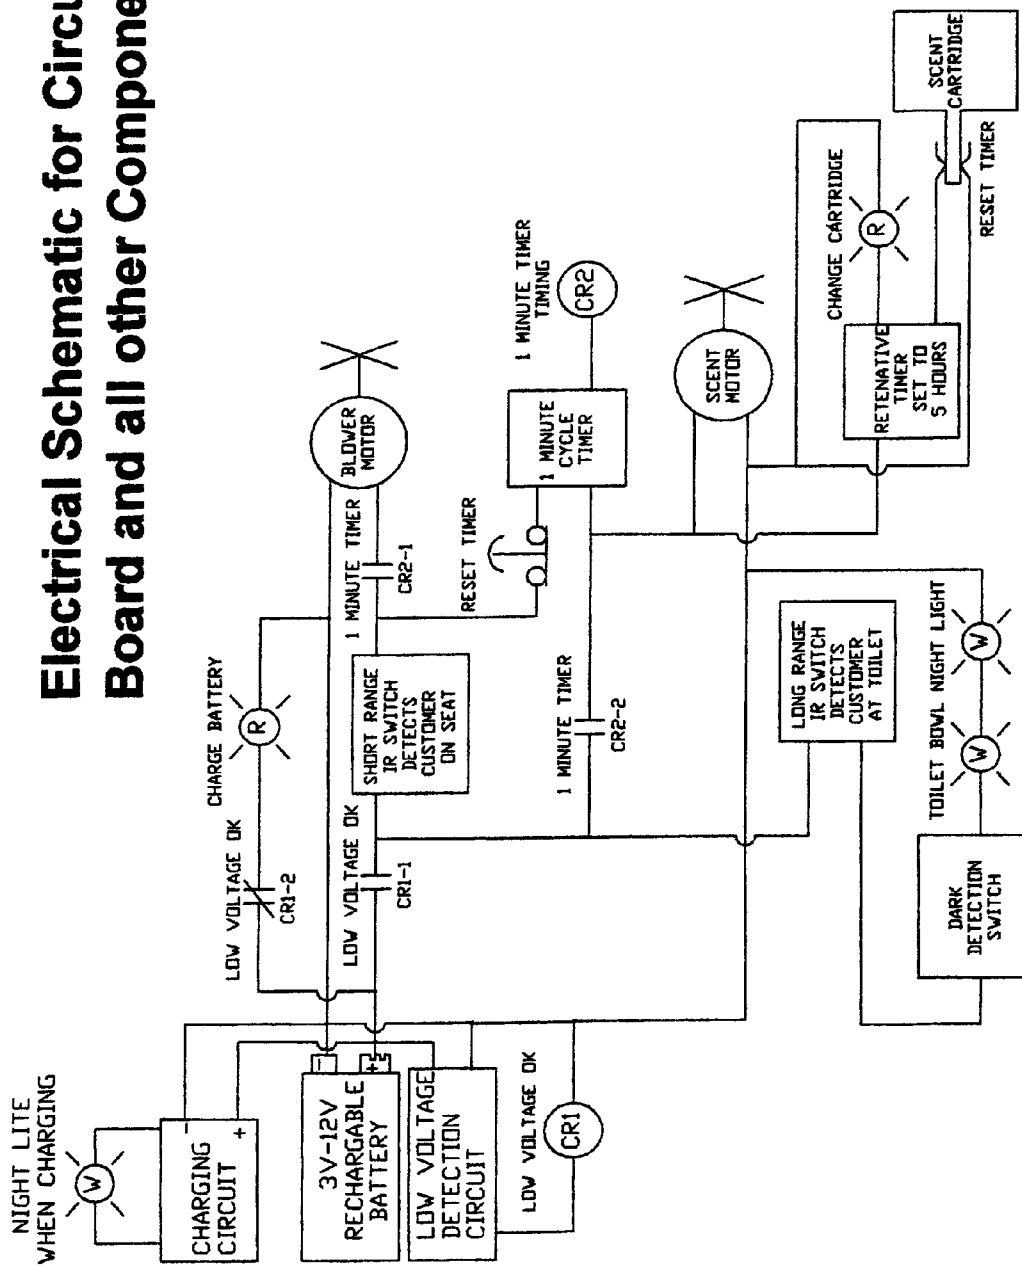 Electrical Schematic for Circu
Board and all other Compone
NIGHT LITE
WHEN CHARGING
W
CHARGING
CIRCUIT
-
+
3V-12V
RECHARGABLE
BATTERY
-
+
LOW VOLTAGE
DETECTION
CIRCUIT
LOW VOLTAGE OK
CR1
LOW VOLTAGE OK
CR1-2
CHARGE BATTERY
R
LOW VOLTAGE OK
CR1-1
SHORT RANGE
IR SWITCH
DETECTS
CUSTOMER
ON SEAT
1 MINUTE TIMER
CR2-1
BLOWER
MOTOR
RESET TIMER
1 MINUTE
CYCLE
TIMER
1 MINUTE TIMER
TIMING
CR2
1 MINUTE TIMER
CR2-2
SCENT
MOTOR
LONG RANGE
IR SWITCH
DETECTS
CUSTOMER
AT TOILET
DARK
DETECTION
SWITCH
TOILET BOWL NIGHT LIGHT
W
W
RETENATIVE
TIMER
SET TO
5 HOURS
CHANGE CARTRIDGE
R
RESET TIMER
SCENT
CARTRIDGE